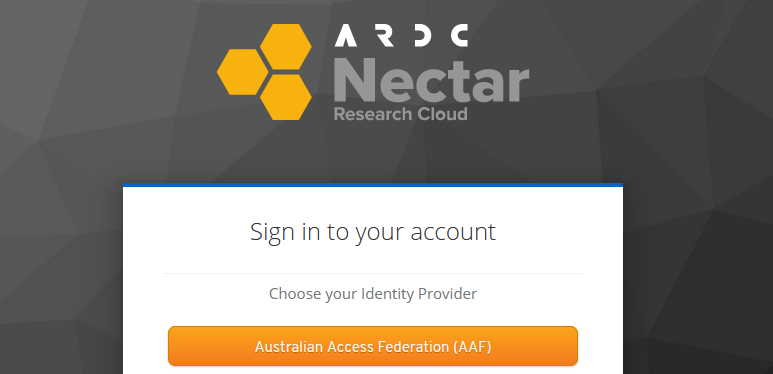 ARDC
Nectar
Research Cloud
Sign in to your account
Choose your Identity Provider
Australian Access Federation (AAF)